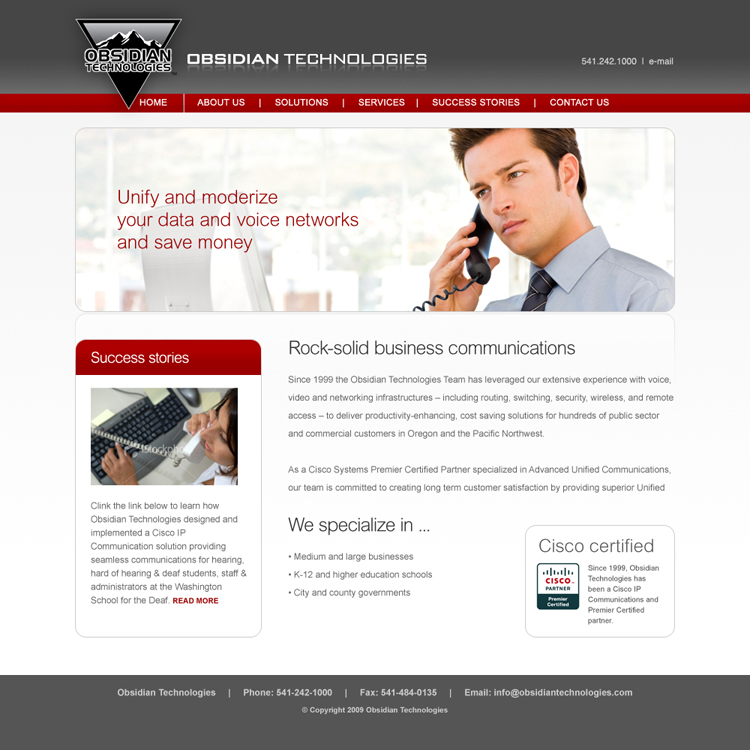 OBSIDIAN
TECHNOLOGIES
OBSIDIAN TECHNOLOGIES
541.242.1000 | e-mail
HOME | ABOUT US | SOLUTIONS | SERVICES | SUCCESS STORIES | CONTACT US
Unify and moderize
your data and voice networks
and save money
Success stories
iStockpho
Clink the link below to learn how
Obsidian Technologies designed and
implemented a Cisco IP
Communication solution providing
seamless communications for hearing,
hard of hearing & deaf students, staff &
administrators at the Washington
School for the Deaf. READ MORE
Rock-solid business communications
Since 1999 the Obsidian Technologies Team has leveraged our extensive experience with voice,
video and networking infrastructures – including routing, switching, security, wireless, and remote
access – to deliver productivity-enhancing, cost saving solutions for hundreds of public sector
and commercial customers in Oregon and the Pacific Northwest.
As a Cisco Systems Premier Certified Partner specialized in Advanced Unified Communications,
our team is committed to creating long term customer satisfaction by providing superior Unified
We specialize in ...
• Medium and large businesses
• K-12 and higher education schools
• City and county governments
Cisco certified
CISCO
PARTNER
Premier
Certified
Since 1999, Obsidian
Technologies has
been a Cisco IP
Communications and
Premier Certified
partner.
Obsidian Technologies | Phone: 541-242-1000 | Fax: 541-484-0135 | Email: info@obsidiantechnologies.com
© Copyright 2009 Obsidian Technologies